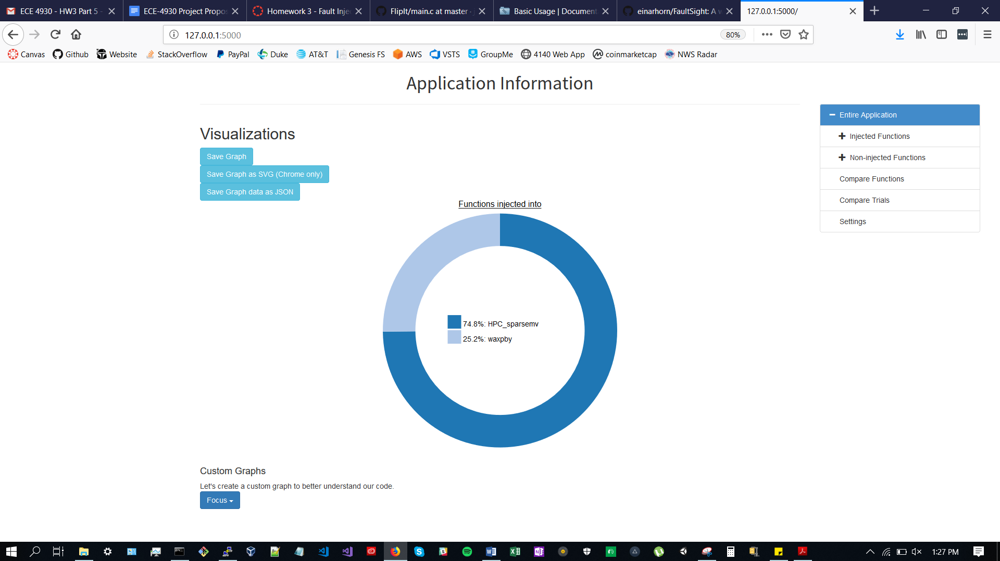 ECE 4930 - HW3 Part 5 -
ECE-4930 Project Propos
Homework 3 - Fault Inje
FlipIt/main.c at master ·
Basic Usage | Document
einarhorn/FaultSight: A w
127.0.0.1:5000/
127.0.0.1:5000
80%
Canvas
Github
Website
StackOverflow
PayPal
Duke
AT&T
Genesis FS
AWS
VSTS
GroupMe
4140 Web App
coinmarketcap
NWS Radar
Application Information
Entire Application
Injected Functions
Non-injected Functions
Compare Functions
Compare Trials
Settings
Visualizations
Save Graph
Save Graph as SVG (Chrome only)
Save Graph data as JSON
Functions injected into
74.8%: HPC_sparsemv
25.2%: waxpby
Custom Graphs
Let's create a custom graph to better understand our code.
Focus
1:27 PM